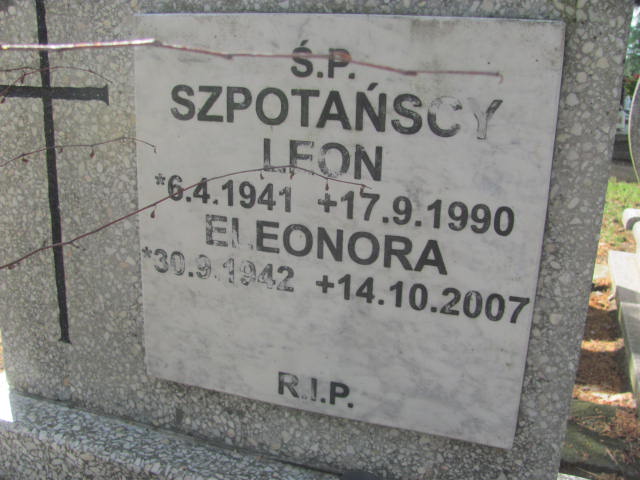 Ś.P.
SZPOTAŃSCY
LEON
*6.4.1941 +17.9.1990
ELEONORA
*30.9.1942 +14.10.2007
R.I.P.